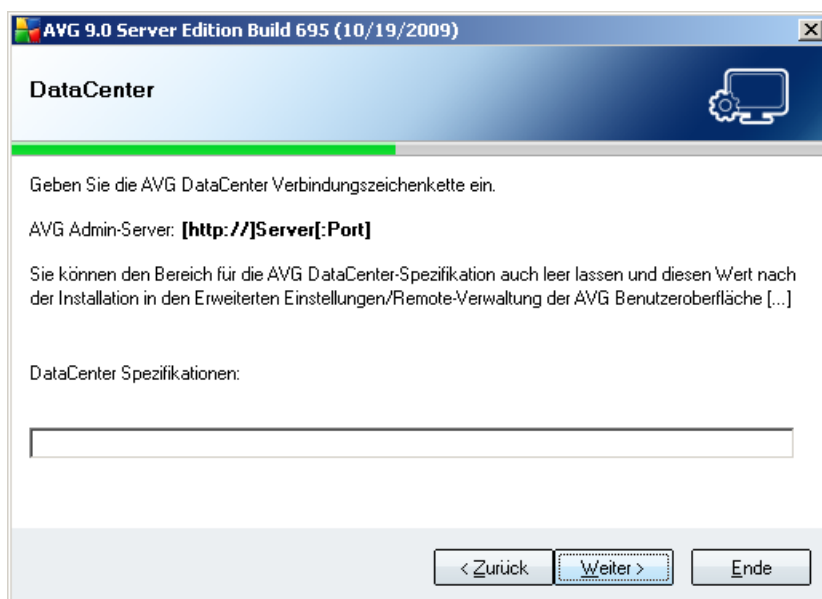 AVG 9.0 Server Edition Build 695 (10/19/2009)
DataCenter
Geben Sie die AVG DataCenter Verbindungszeichenkette ein.
AVG Admin-Server: [http://]Server[:Port]
Sie können den Bereich für die AVG DataCenter-Spezifikation auch leer lassen und diesen Wert nach
der Installation in den Erweiterten Einstellungen/Remote-Verwaltung der AVG Benutzeroberfläche [...]
DataCenter Spezifikationen:
< Zurück Weiter > Ende